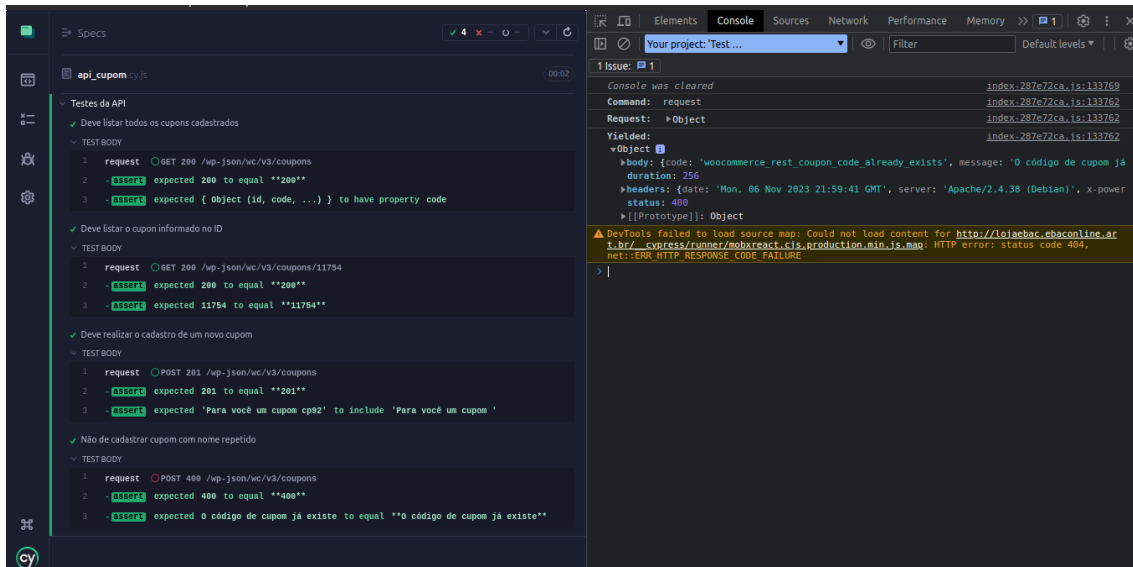 Specs
4
api_cupom.cy.js
00:02
Testes da API
Deve listar todos os cupons cadastrados
TEST BODY
1 request GET 200 /wp-json/wc/v3/coupons
2 -assert expected 200 to equal **200**
3 -assert expected { Object (id, code, ...) } to have property code
Deve listar o cupon informado no ID
TEST BODY
1 request GET 200 /wp-json/wc/v3/coupons/11754
2 -assert expected 200 to equal **200**
3 -assert expected 11754 to equal **11754**
Deve realizar o cadastro de um novo cupom
TEST BODY
1 request POST 201 /wp-json/wc/v3/coupons
2 -assert expected 201 to equal **201**
3 -assert expected 'Para você um cupom cp92' to include 'Para você um cupom '
Não de cadastrar cupom com nome repetido
TEST BODY
1 request POST 400 /wp-json/wc/v3/coupons
2 -assert expected 400 to equal **400**
3 -assert expected O código de cupom já existe to equal **O código de cupom já existe**
cy
Elements Console Sources Network Performance Memory 1
Your project: 'Test ... Filter Default levels
1 Issue: 1
Console was cleared index-287e72ca.js:133769
Command: request index-287e72ca.js:133762
Request: ▶Object index-287e72ca.js:133762
Yielded: index-287e72ca.js:133762
▼Object i
▶body: {code: 'woocommerce_rest_coupon_code_already_exists', message: 'O código de cupom já
duration: 256
▶headers: {date: 'Mon, 06 Nov 2023 21:59:41 GMT', server: 'Apache/2.4.38 (Debian)', x-power
status: 400
▶[[Prototype]]: Object
DevTools failed to load source map: Could not load content for http://lojaebac.ebaconline.ar
t.br/__cypress/runner/mobxreact.cjs.production.min.js.map: HTTP error: status code 404,
net::ERR_HTTP_RESPONSE_CODE_FAILURE